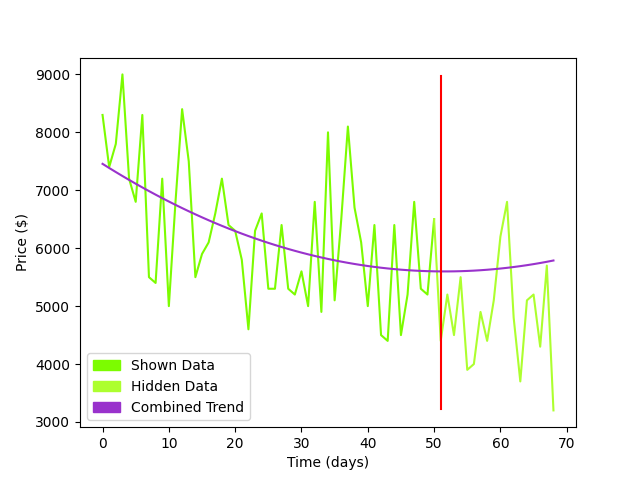 9000
8000
7000
6000
5000
4000
3000
Price ($)
Shown Data
Hidden Data
Combined Trend
0 10 20 30 40 50 60 70
Time (days)